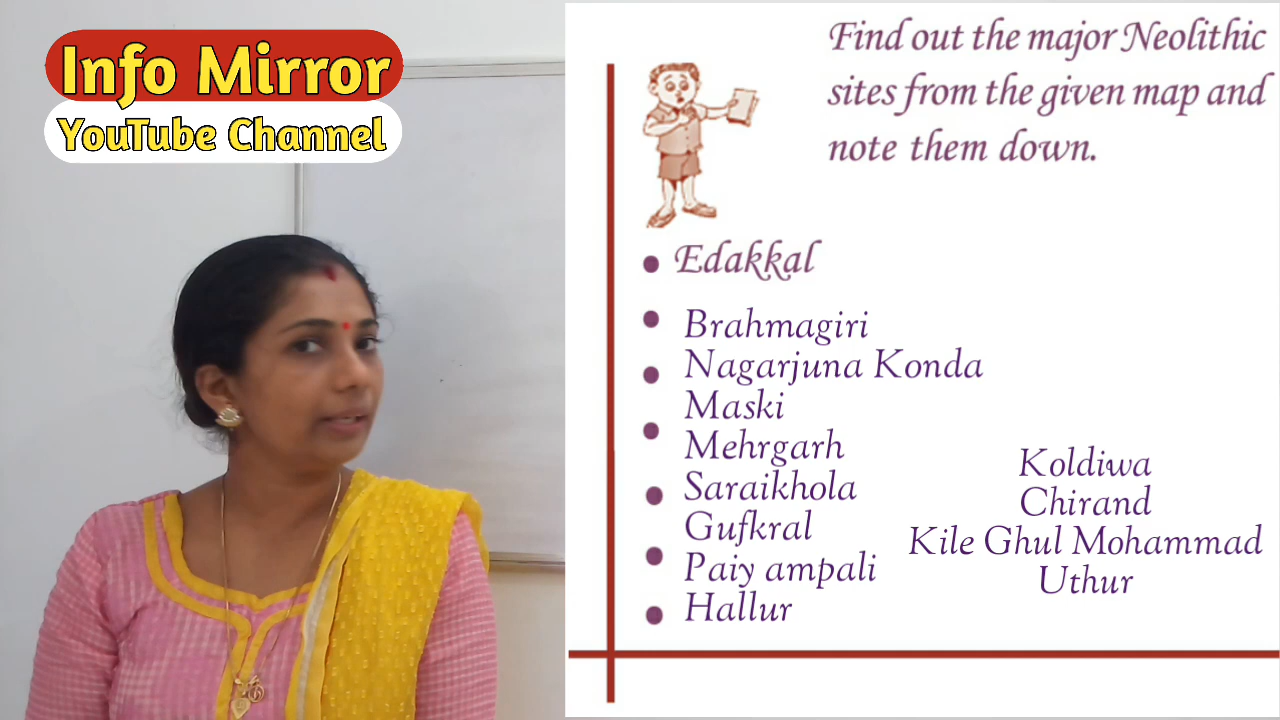 Info Mirror
YouTube Channel
Find out the major Neolithic
sites from the given map and
note them down.
Edakkal
Brahmagiri
Nagarjuna Konda
Maski
Mehrgarh
Saraikhola
Gufkral
Paiy ampali
Hallur
Koldiwa
Chirand
Kile Ghul Mohammad
Uthur